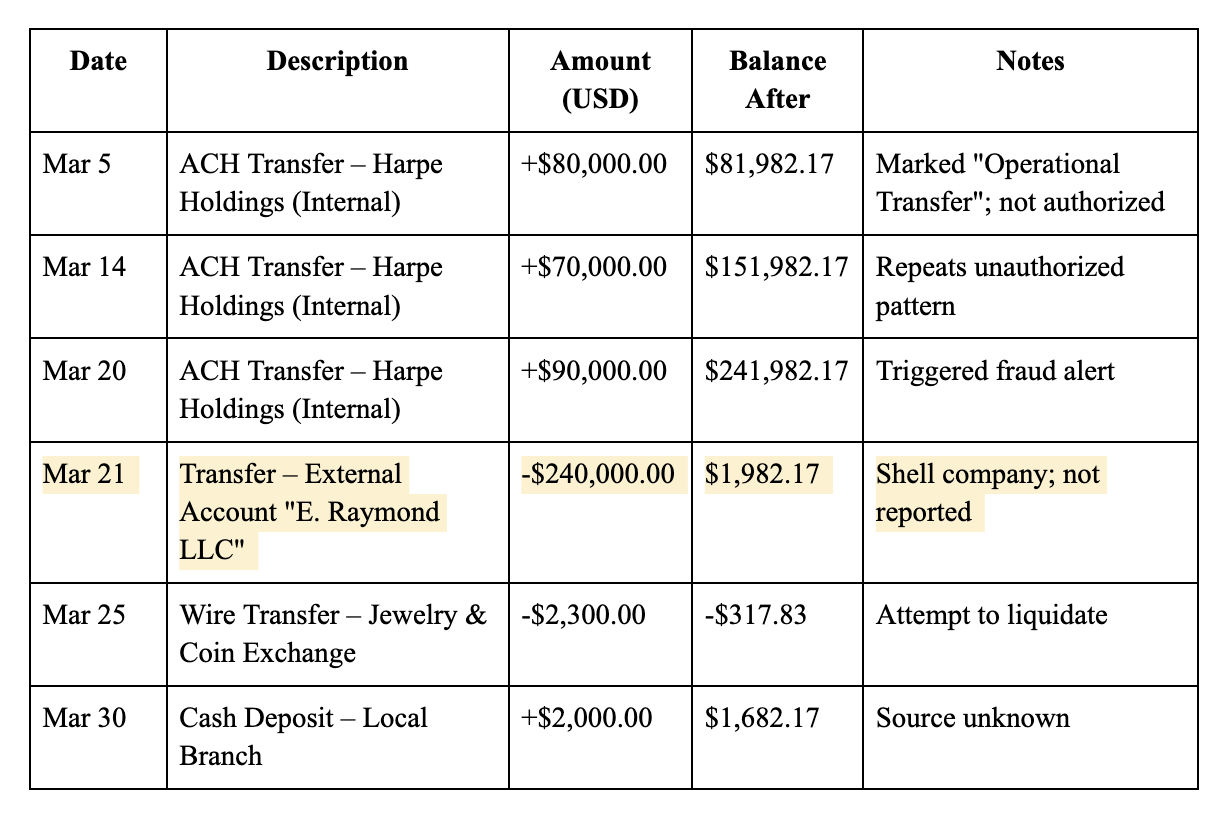 Date Description Amount Balance Notes
(USD) After
Mar 5 ACH Transfer – Harpe +$80,000.00 $81,982.17 Marked "Operational
Holdings (Internal) Transfer"; not authorized
Mar 14 ACH Transfer – Harpe +$70,000.00 $151,982.17 Repeats unauthorized
Holdings (Internal) pattern
Mar 20 ACH Transfer – Harpe +$90,000.00 $241,982.17 Triggered fraud alert
Holdings (Internal)
Mar 21 Transfer – External -$240,000.00 $1,982.17 Shell company; not
Account "E. Raymond reported
LLC"
Mar 25 Wire Transfer – Jewelry & -$2,300.00 -$317.83 Attempt to liquidate
Coin Exchange
Mar 30 Cash Deposit – Local +$2,000.00 $1,682.17 Source unknown
Branch